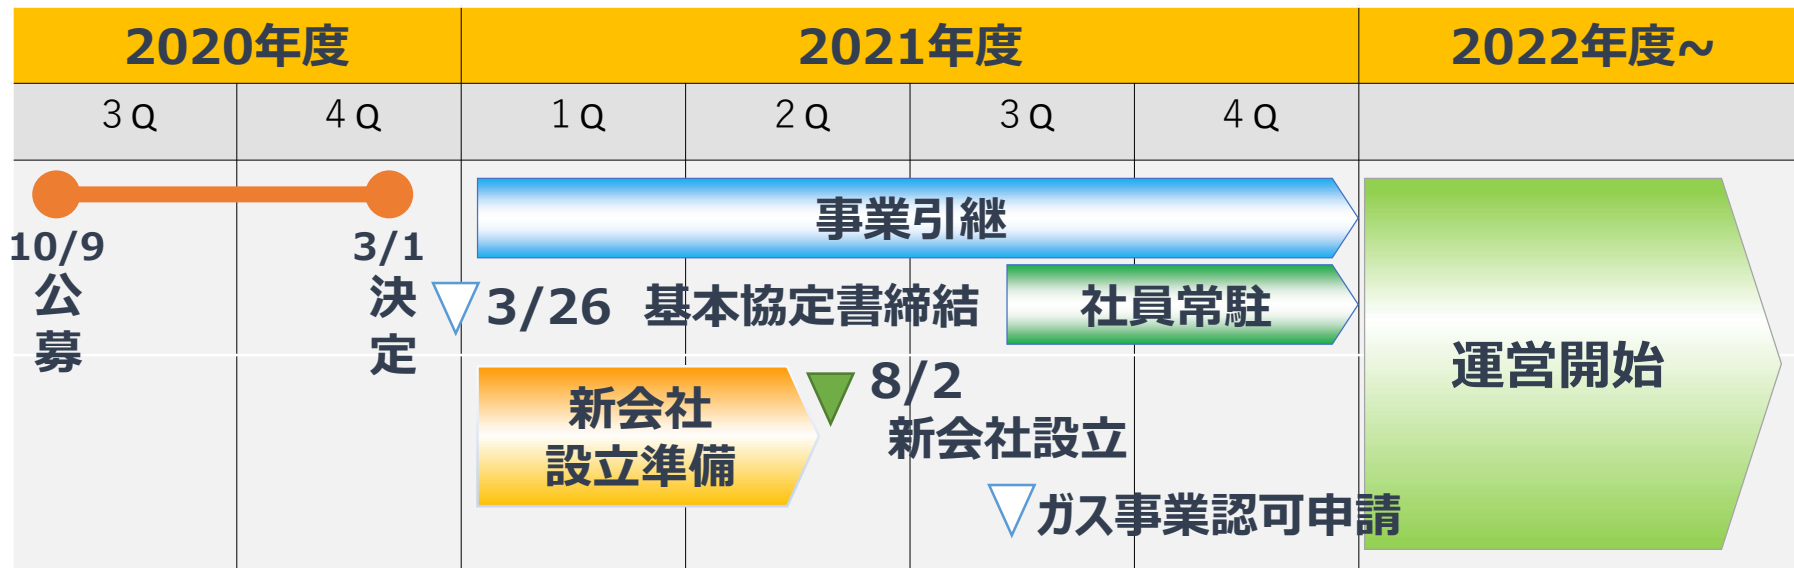 2020年度
2021年度
2022年度~
3Q
4Q
1Q
2Q
3Q
4Q
10/9
公募
3/1
決定
事業引継
3/26 基本協定書締結
社員常駐
新会社
設立準備
8/2
新会社設立
ガス事業認可申請
運営開始